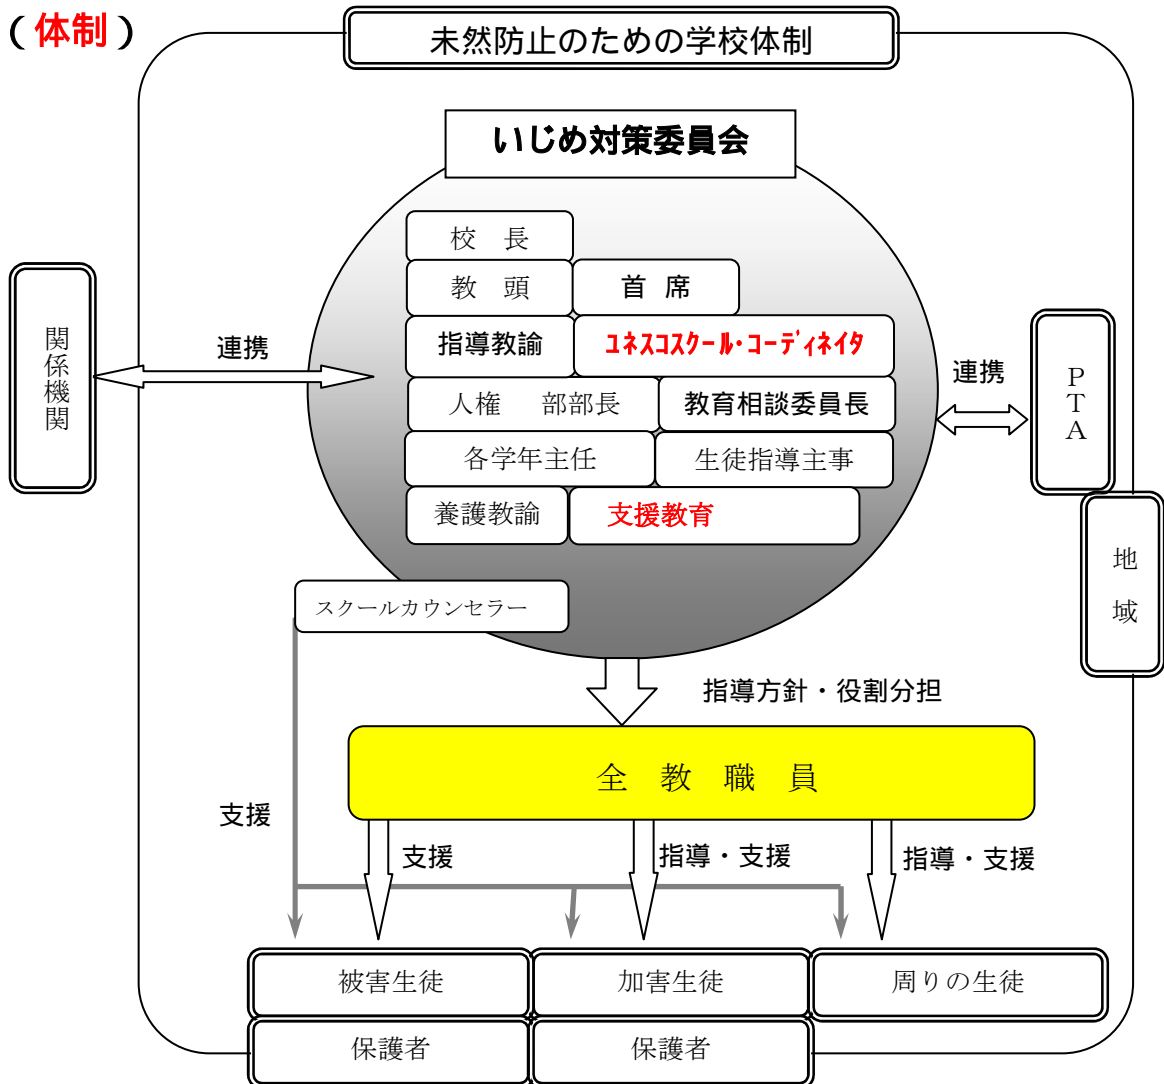 （体制）
未然防止のための学校体制
いじめ対策委員会
校　長
教　頭
首 席
指導教諭
ﾕﾈｽｺｽｸｰﾙ・ｺｰﾃﾞｨﾈｲﾀ
人権　部部長
教育相談委員長
各学年主任
生徒指導主事
養護教諭
支援教育
スクールカウンセラー
関係機関
連携
連携
ＰＴＡ
地　域
指導方針・役割分担
全　教　職　員
支援
支援
指導・支援
指導・支援
被害生徒
加害生徒
周りの生徒
保護者
保護者